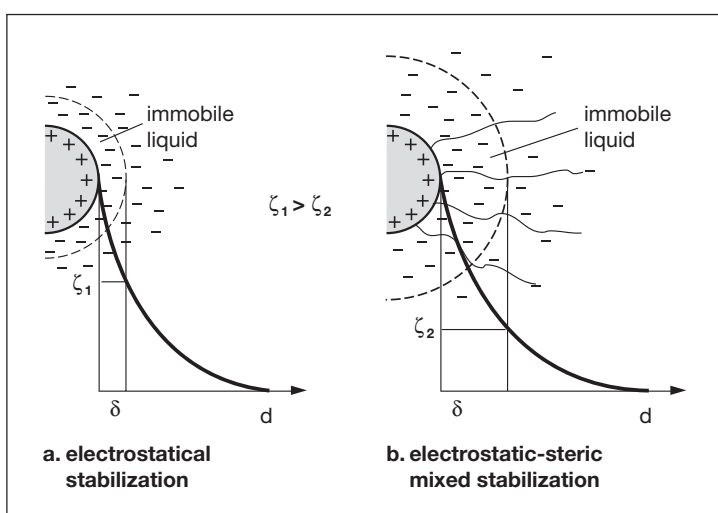 immobile
liquid
ζ1 > ζ2
immobile
liquid
ζ1
ζ2
δ
d
δ
d
a. electrostatical
stabilization
b. electrostatic-steric
mixed stabilization